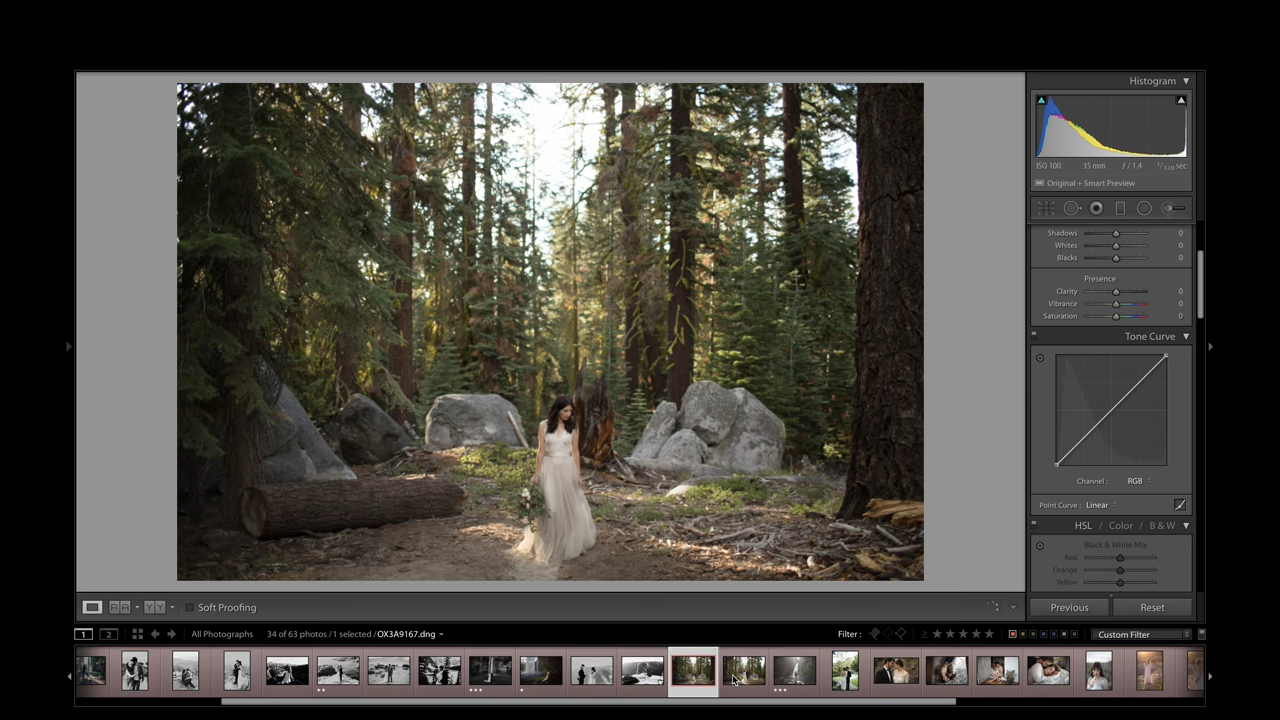 Histogram
ISO 100 35 mm ƒ / 1.4 1/320 sec
Original + Smart Preview
Shadows 0
Whites 0
Blacks 0
Presence
Clarity 0
Vibrance 0
Saturation 0
Tone Curve
Channel : RGB
Point Curve : Linear
HSL / Color / B & W
Black & White Mix
Red
Orange
Yellow
Previous Reset
R A Y Y Soft Proofing
1 2 All Photographs 34 of 63 photos /1 selected /OX3A9167.dng Filter : Custom Filter